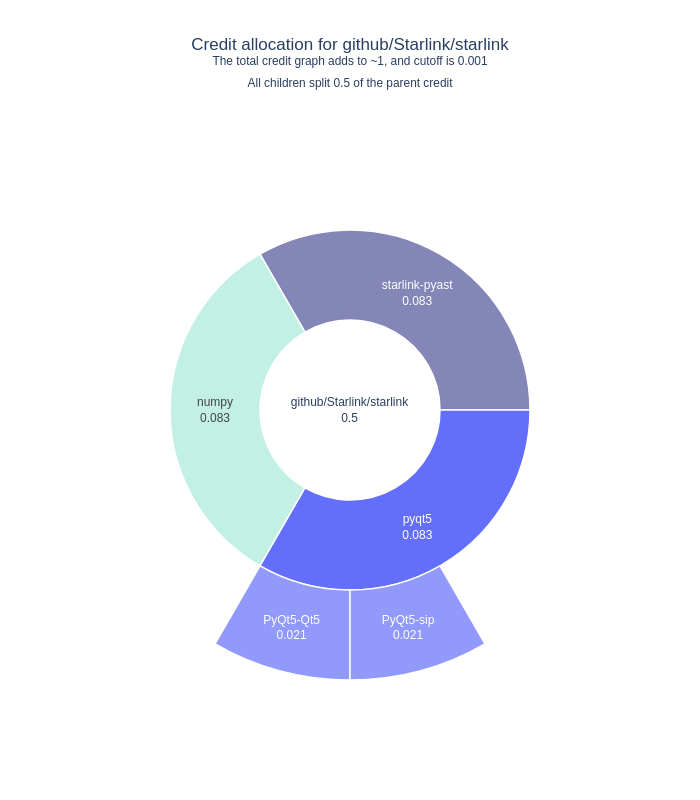 Credit allocation for github/Starlink/starlink
The total credit graph adds to ~1, and cutoff is 0.001
All children split 0.5 of the parent credit
starlink-pyast
0.083
numpy
0.083
github/Starlink/starlink
0.5
pyqt5
0.083
PyQt5-Qt5
0.021
PyQt5-sip
0.021